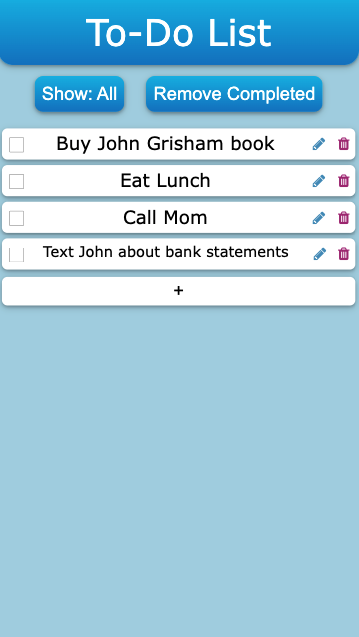 To-Do List
Show: All
Remove Completed
Buy John Grisham book
Eat Lunch
Call Mom
Text John about bank statements
+